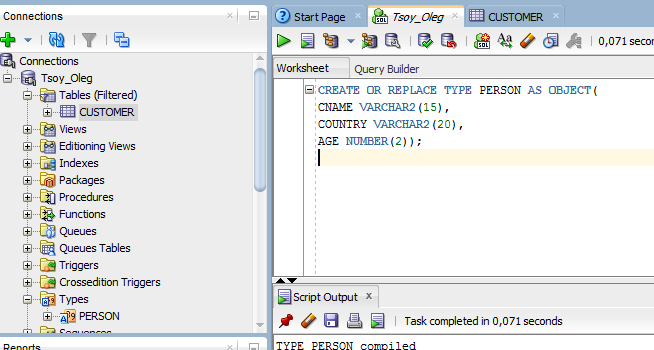 Connections
Connections
Tsoy_Oleg
Tables (Filtered)
CUSTOMER
Views
Editioning Views
Indexes
Packages
Procedures
Functions
Queues
Queues Tables
Triggers
Crossedition Triggers
Types
PERSON
Sequences
Reports
Start Page
Tsoy_Oleg
CUSTOMER
0,071 seconds
Worksheet Query Builder
CREATE OR REPLACE TYPE PERSON AS OBJECT(
CNAME VARCHAR2(15),
COUNTRY VARCHAR2(20),
AGE NUMBER(2));
Script Output x
Task completed in 0,071 seconds
TYPE PERSON compiled